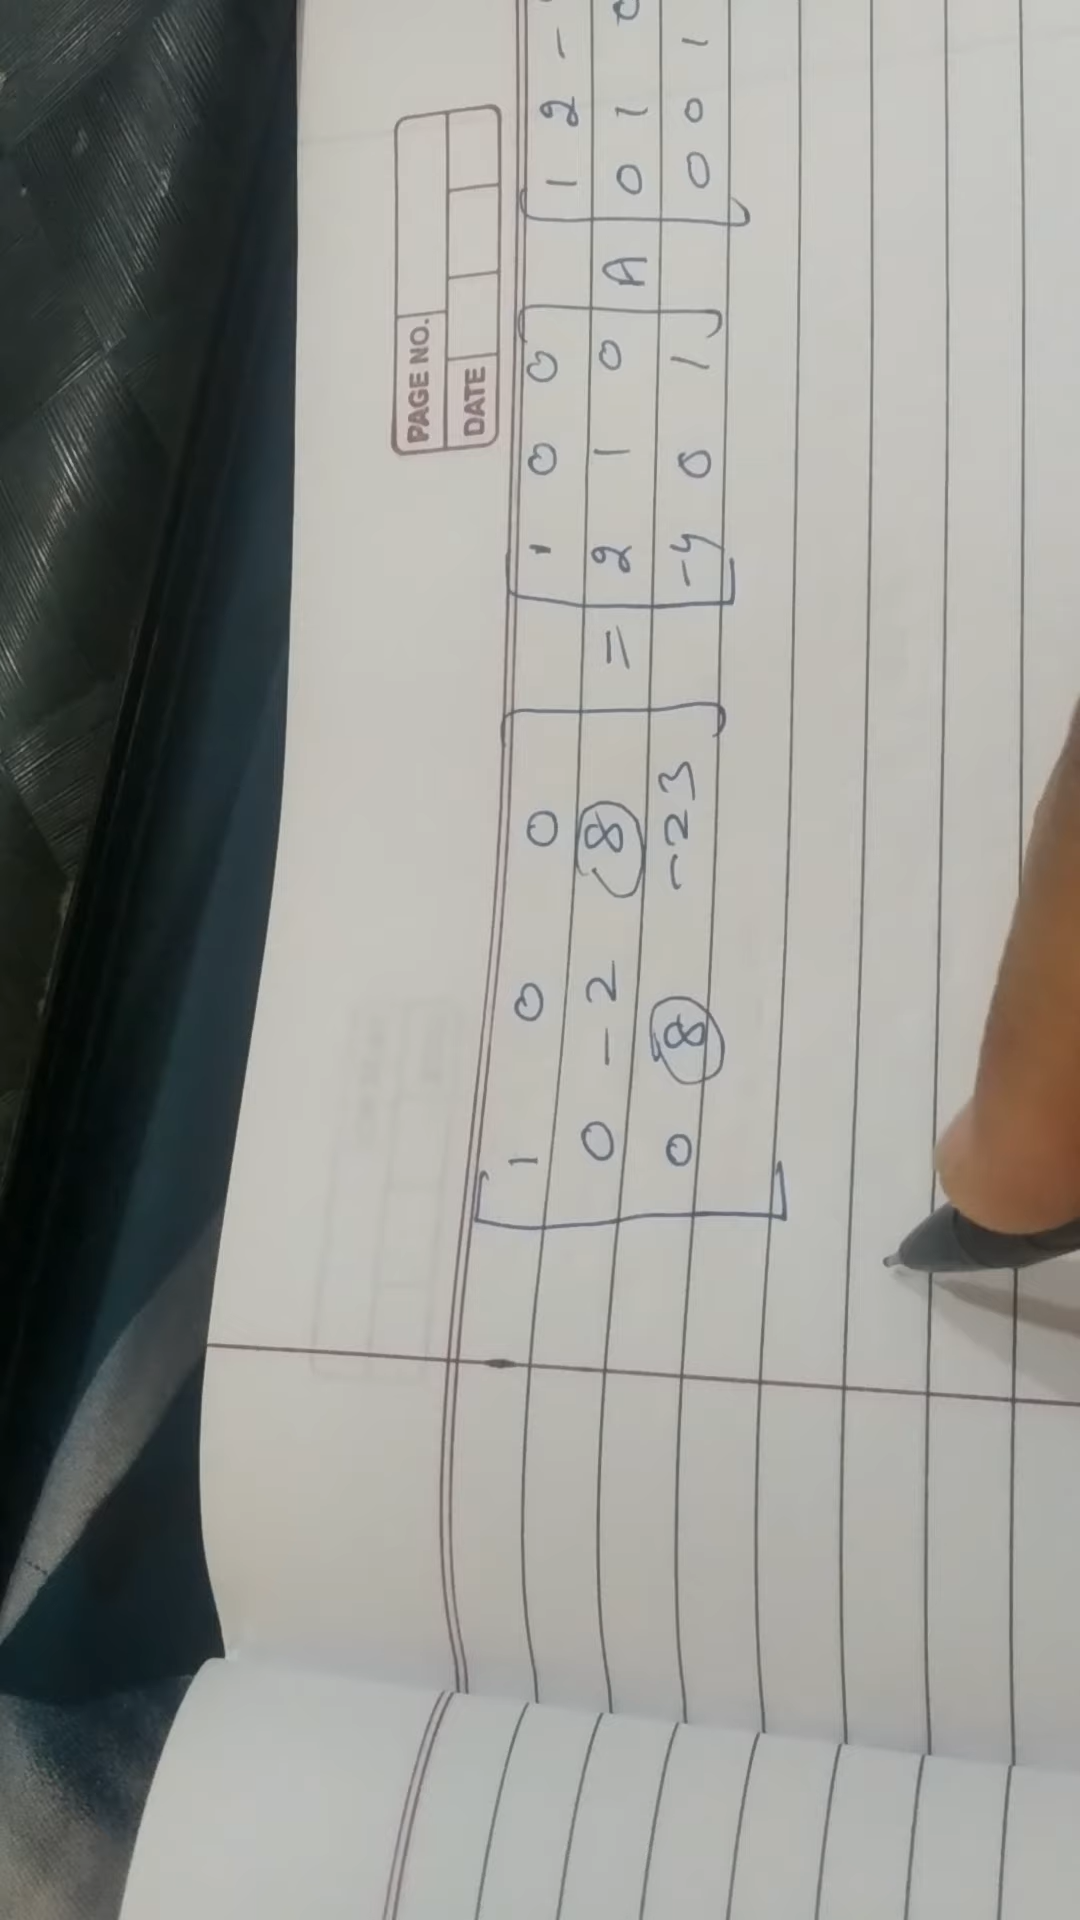 PAGE NO.
DATE
[1 0 0] = [1 0 0] A [1 2 -
[0 -2 8] [2 1 0] [0 1 0
[0 8 -23] [-4 0 1] [0 0 1